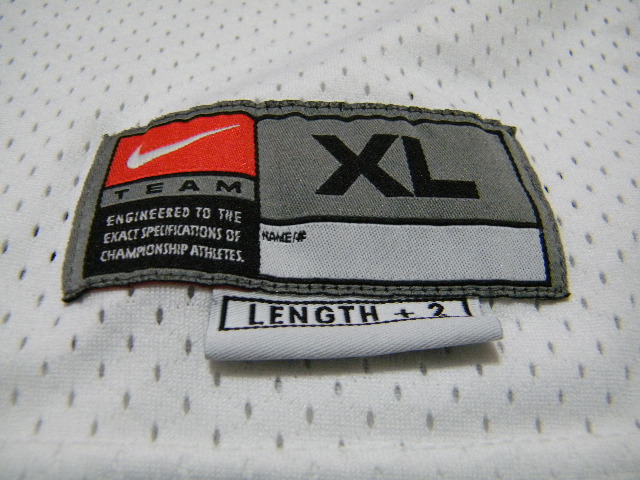 TEAM
ENGINEERED TO THE
EXACT SPECIFICATIONS OF
CHAMPIONSHIP ATHLETES.
XL
NAME/#
LENGTH + 2